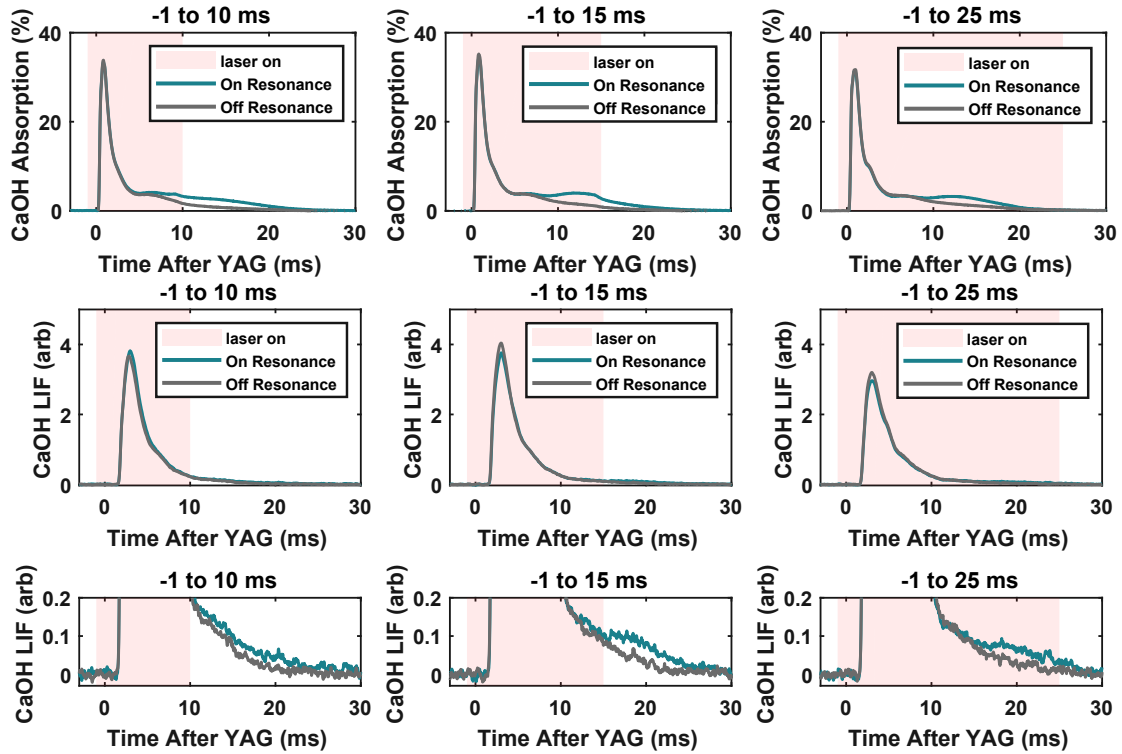 -1 to 10 ms
CaOH Absorption (%)
40
20
0
laser on
On Resonance
Off Resonance
0 10 20 30
Time After YAG (ms)
-1 to 15 ms
CaOH Absorption (%)
40
20
0
laser on
On Resonance
Off Resonance
0 10 20 30
Time After YAG (ms)
-1 to 25 ms
CaOH Absorption (%)
40
20
0
laser on
On Resonance
Off Resonance
0 10 20 30
Time After YAG (ms)
-1 to 10 ms
CaOH LIF (arb)
4
2
0
laser on
On Resonance
Off Resonance
0 10 20 30
Time After YAG (ms)
-1 to 15 ms
CaOH LIF (arb)
4
2
0
laser on
On Resonance
Off Resonance
0 10 20 30
Time After YAG (ms)
-1 to 25 ms
CaOH LIF (arb)
4
2
0
laser on
On Resonance
Off Resonance
0 10 20 30
Time After YAG (ms)
-1 to 10 ms
CaOH LIF (arb)
0.2
0.1
0
0 10 20 30
Time After YAG (ms)
-1 to 15 ms
CaOH LIF (arb)
0.2
0.1
0
0 10 20 30
Time After YAG (ms)
-1 to 25 ms
CaOH LIF (arb)
0.2
0.1
0
0 10 20 30
Time After YAG (ms)